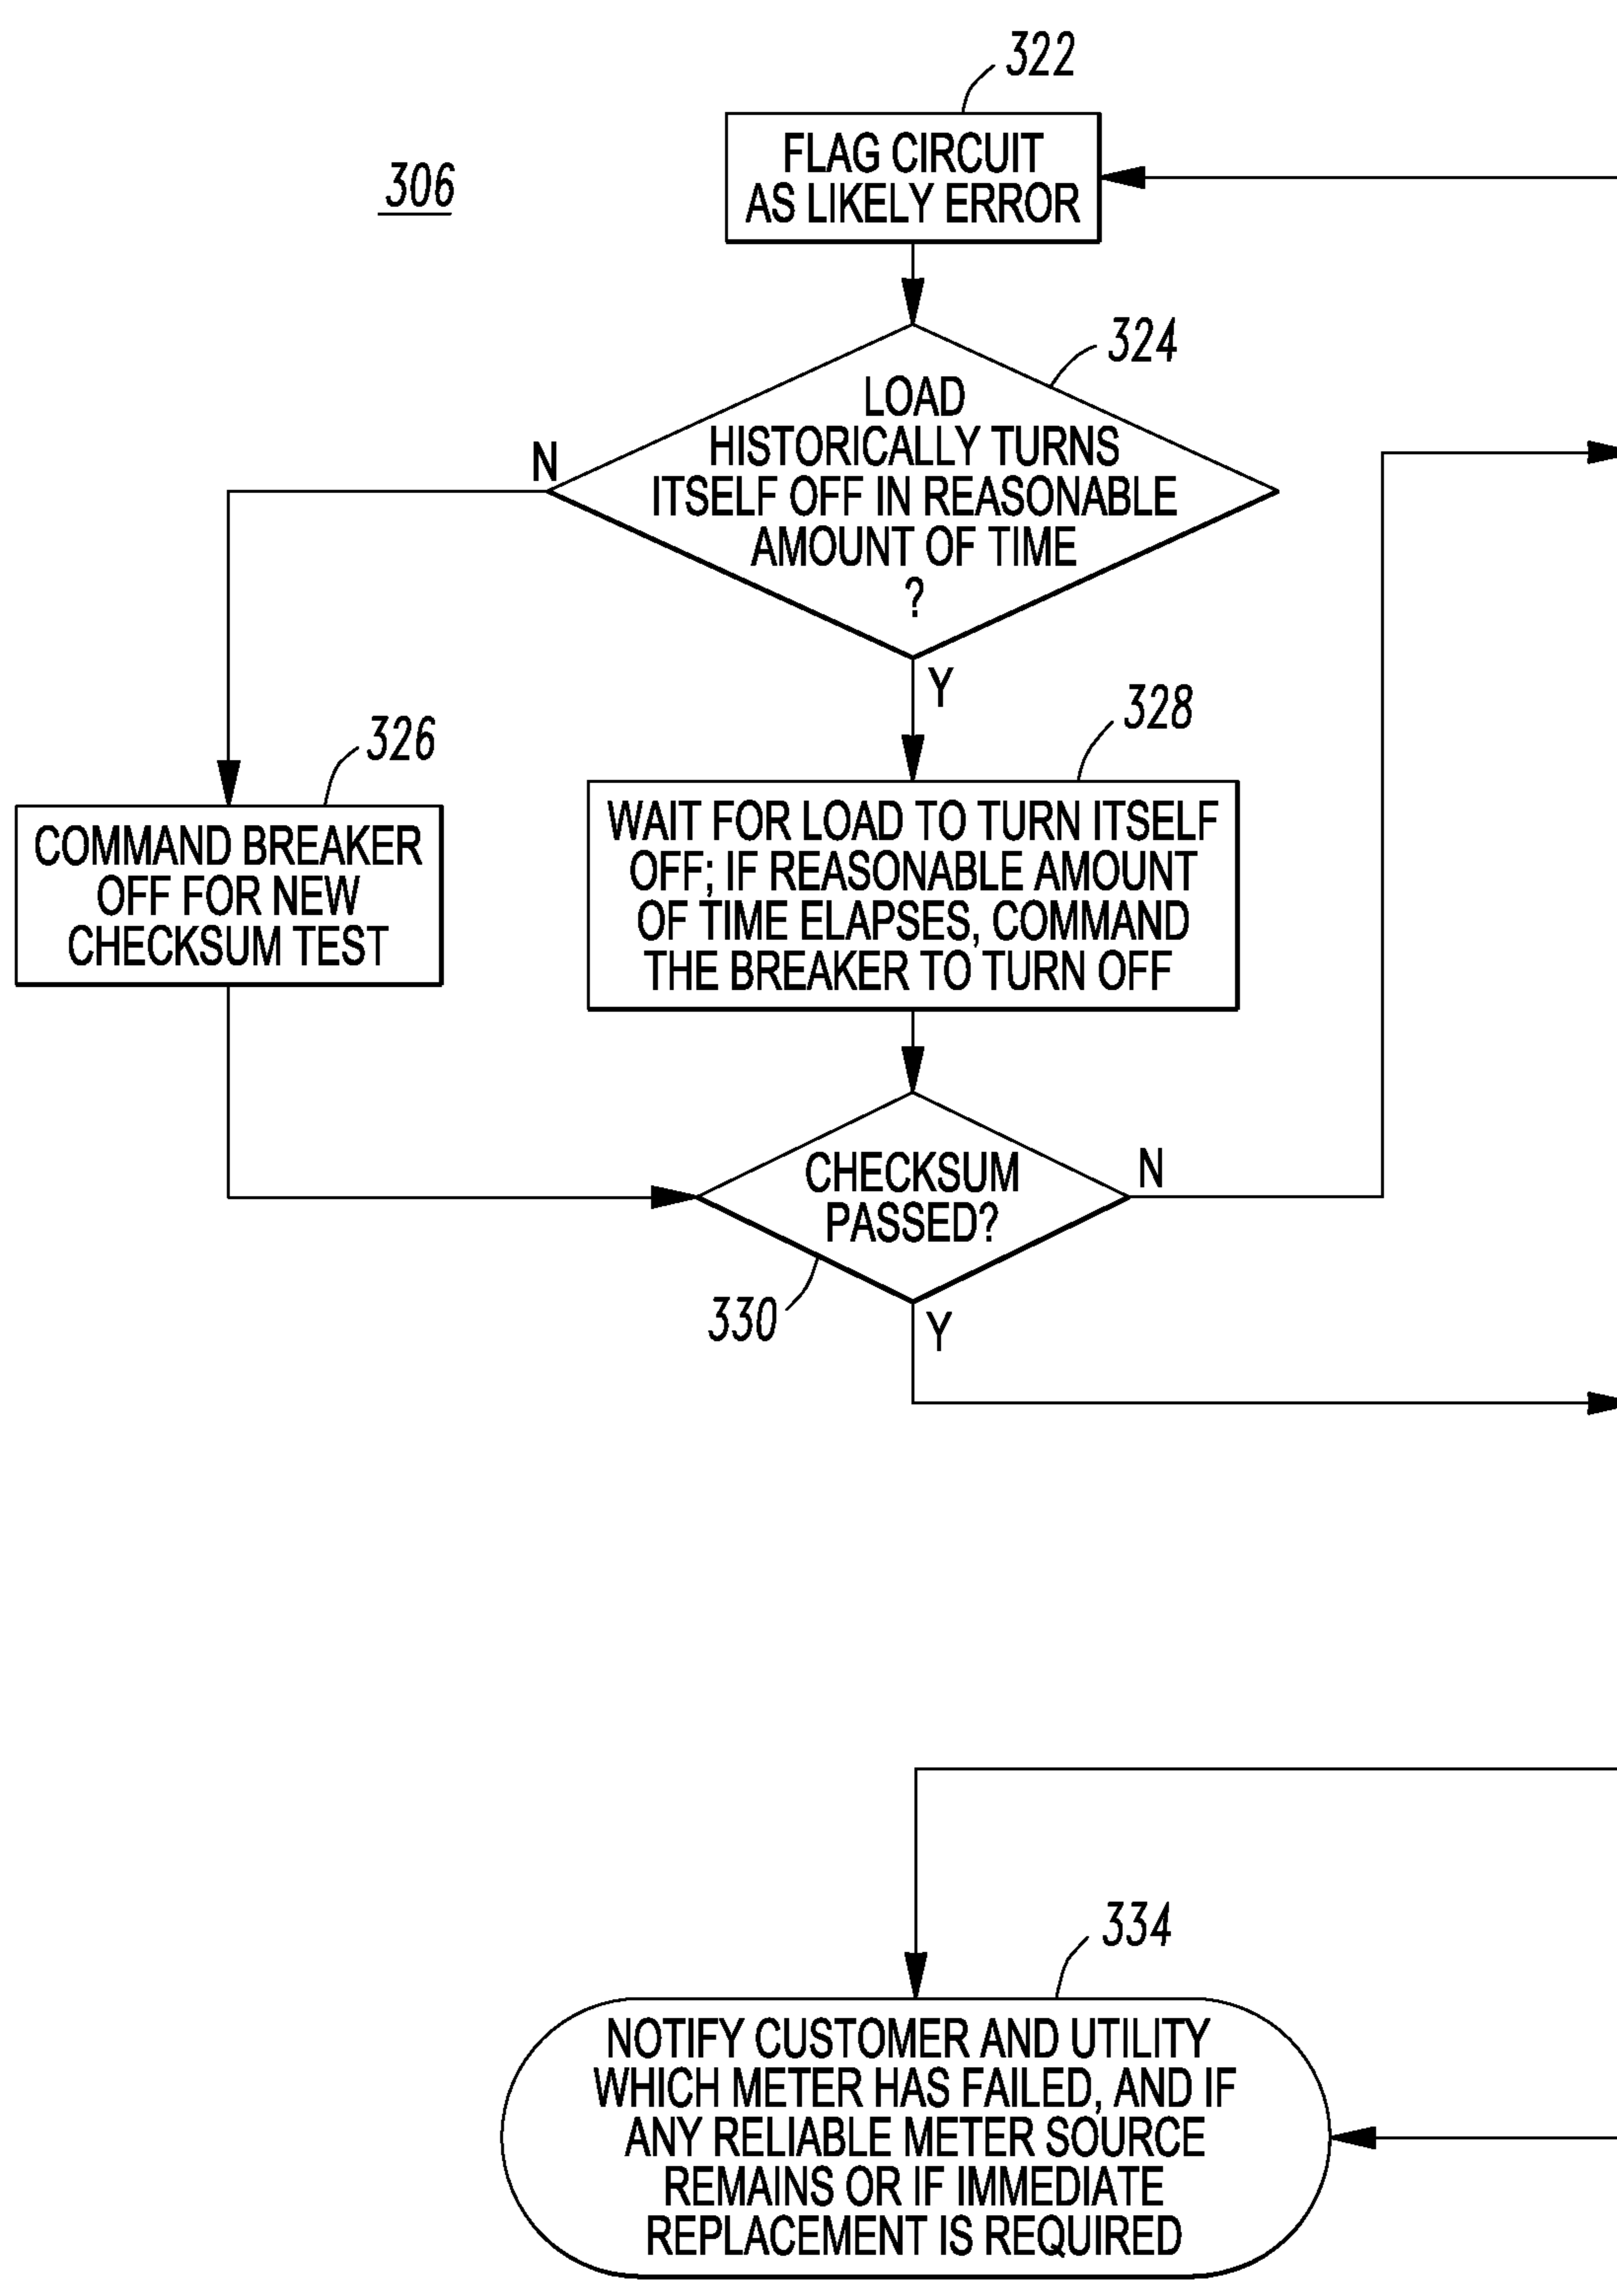 322
306
FLAG CIRCUIT
AS LIKELY ERROR
324
LOAD
HISTORICALLY TURNS
ITSELF OFF IN REASONABLE
AMOUNT OF TIME
?
N
Y
326
328
COMMAND BREAKER
OFF FOR NEW
CHECKSUM TEST
WAIT FOR LOAD TO TURN ITSELF
OFF; IF REASONABLE AMOUNT
OF TIME ELAPSES, COMMAND
THE BREAKER TO TURN OFF
CHECKSUM
PASSED?
N
330
Y
334
NOTIFY CUSTOMER AND UTILITY
WHICH METER HAS FAILED, AND IF
ANY RELIABLE METER SOURCE
REMAINS OR IF IMMEDIATE
REPLACEMENT IS REQUIRED